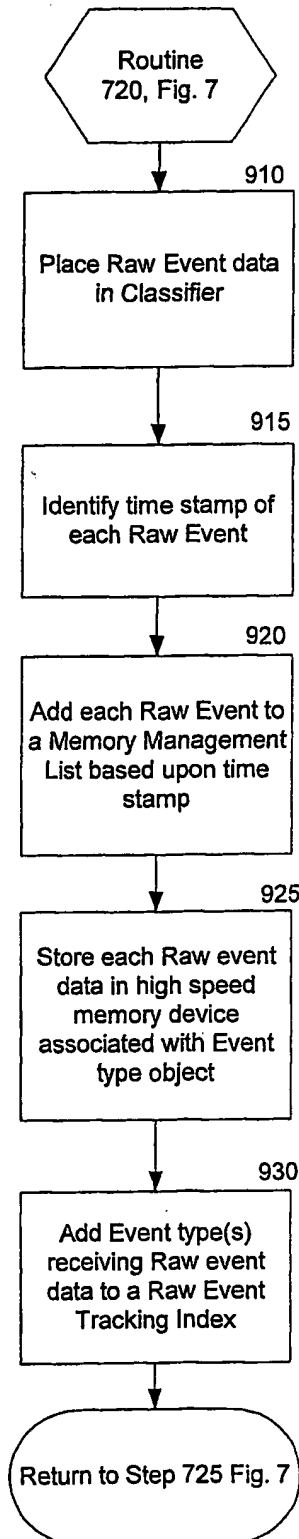 Routine
720, Fig. 7
910
Place Raw Event data
in Classifier
915
Identify time stamp of
each Raw Event
920
Add each Raw Event to
a Memory Management
List based upon time
stamp
925
Store each Raw event
data in high speed
memory device
associated with Event
type object
930
Add Event type(s)
receiving Raw event
data to a Raw Event
Tracking Index
Return to Step 725 Fig. 7